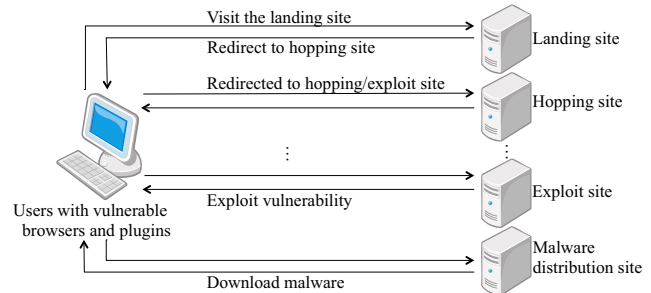 Visit the landing site
Redirect to hopping site
Landing site
Redirected to hopping/exploit site
Hopping site
Exploit vulnerability
Exploit site
Users with vulnerable
browsers and plugins
Malware
distribution site
Download malware